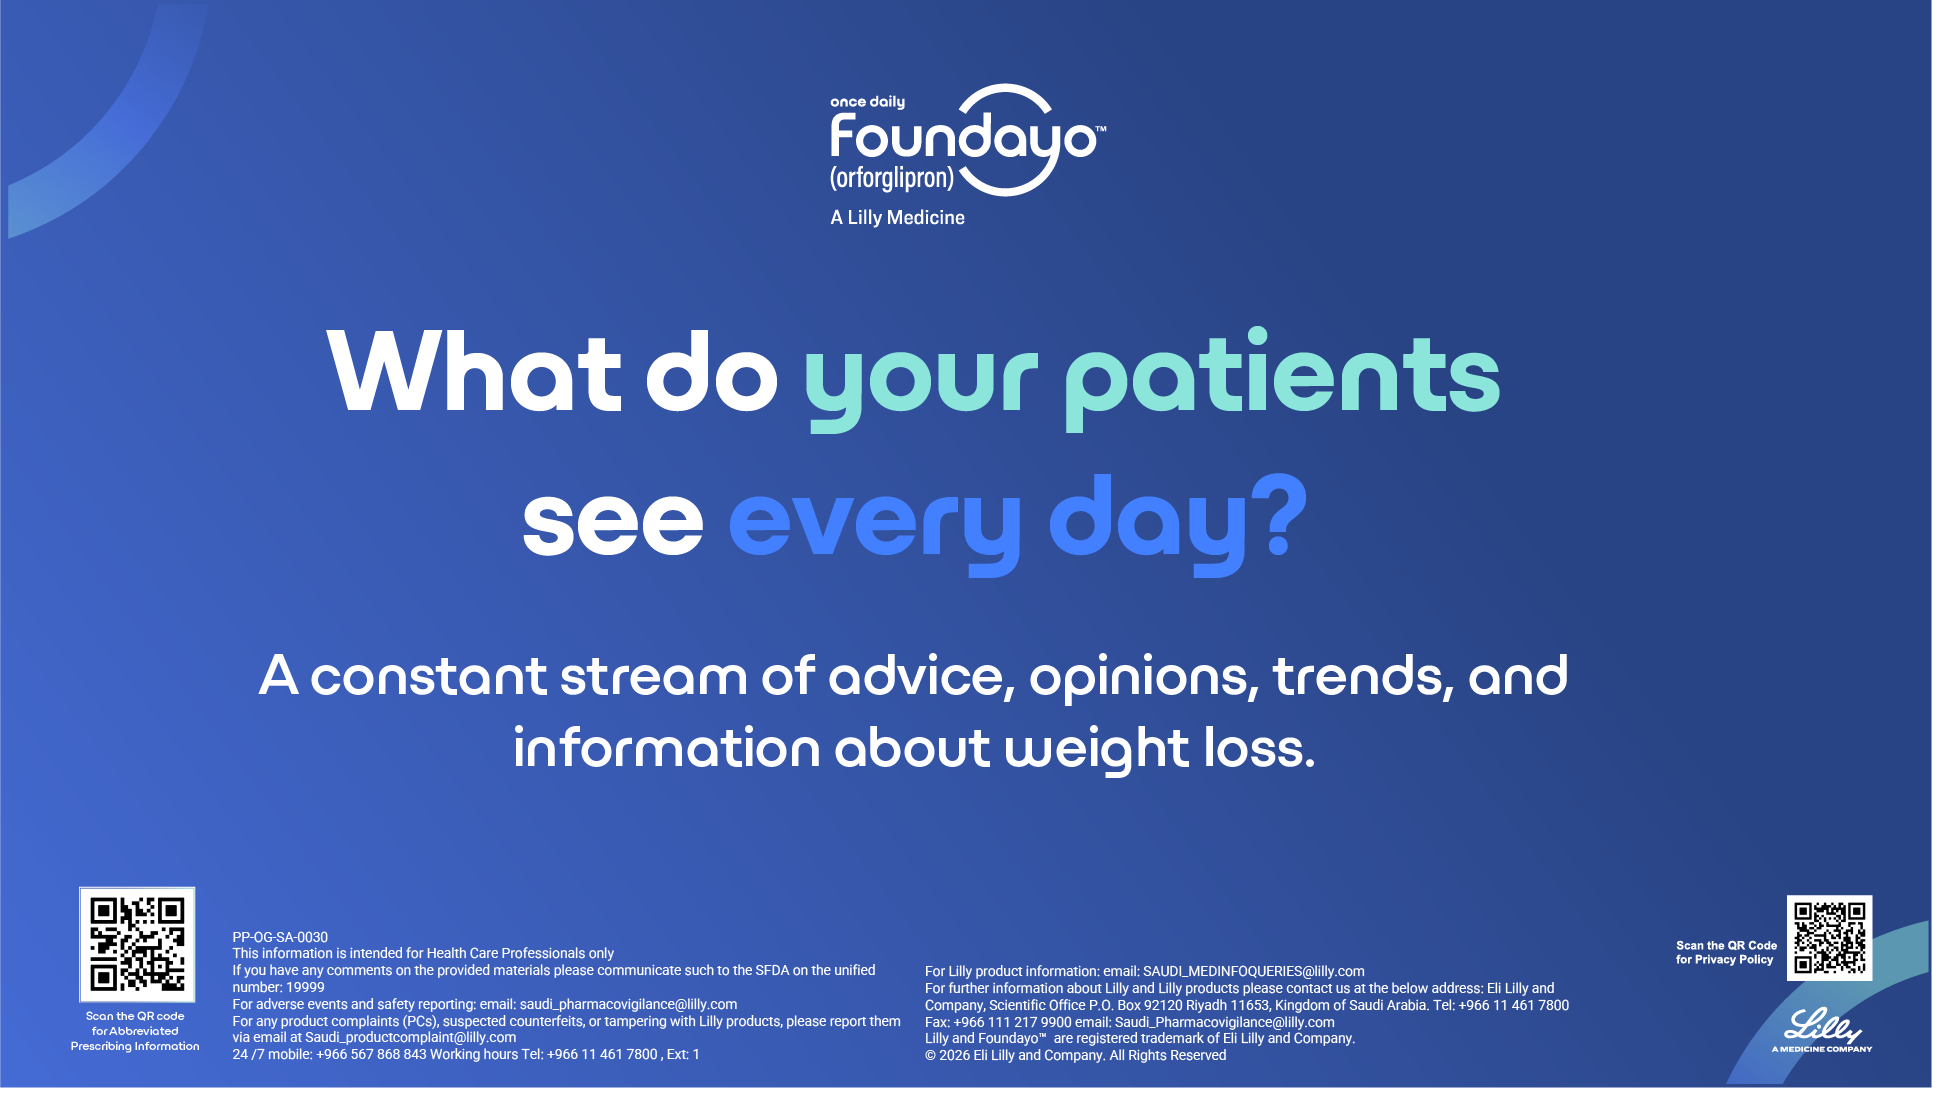 once daily
Foundayo™
(orforglipron)
A Lilly Medicine
What do your patients
see every day?
A constant stream of advice, opinions, trends, and
information about weight loss.
Scan the QR code
for Abbreviated
Prescribing Information
PP-OG-SA-0030
This information is intended for Health Care Professionals only
If you have any comments on the provided materials please communicate such to the SFDA on the unified
number: 19999
For adverse events and safety reporting: email: saudi_pharmacovigilance@lilly.com
For any product complaints (PCs), suspected counterfeits, or tampering with Lilly products, please report them
via email at Saudi_productcomplaint@lilly.com
24 /7 mobile: +966 567 868 843 Working hours Tel: +966 11 461 7800 , Ext: 1
For Lilly product information: email: SAUDI_MEDINFOQUERIES@lilly.com
For further information about Lilly and Lilly products please contact us at the below address: Eli Lilly and
Company, Scientific Office P.O. Box 92120 Riyadh 11653, Kingdom of Saudi Arabia. Tel: +966 11 461 7800
Fax: +966 111 217 9900 email: Saudi_Pharmacovigilance@lilly.com
Lilly and Foundayo™ are registered trademark of Eli Lilly and Company.
© 2026 Eli Lilly and Company. All Rights Reserved
Scan the QR Code
for Privacy Policy
Lilly
A MEDICINE COMPANY